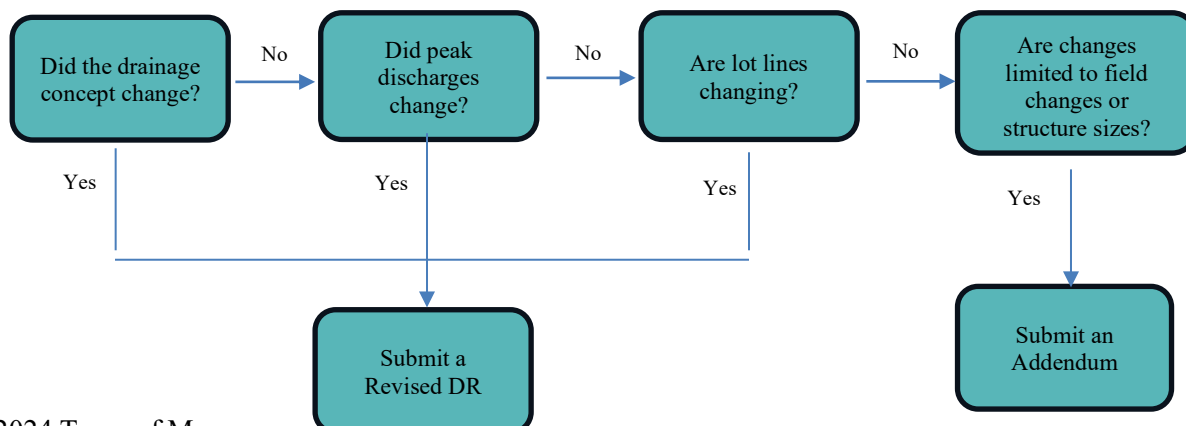 Did the drainage
concept change?
No
Did peak
discharges
change?
No
Are lot lines
changing?
No
Are changes
limited to field
changes or
structure sizes?
Yes
Yes
Yes
Yes
Submit a
Revised DR
Submit an
Addendum
2024